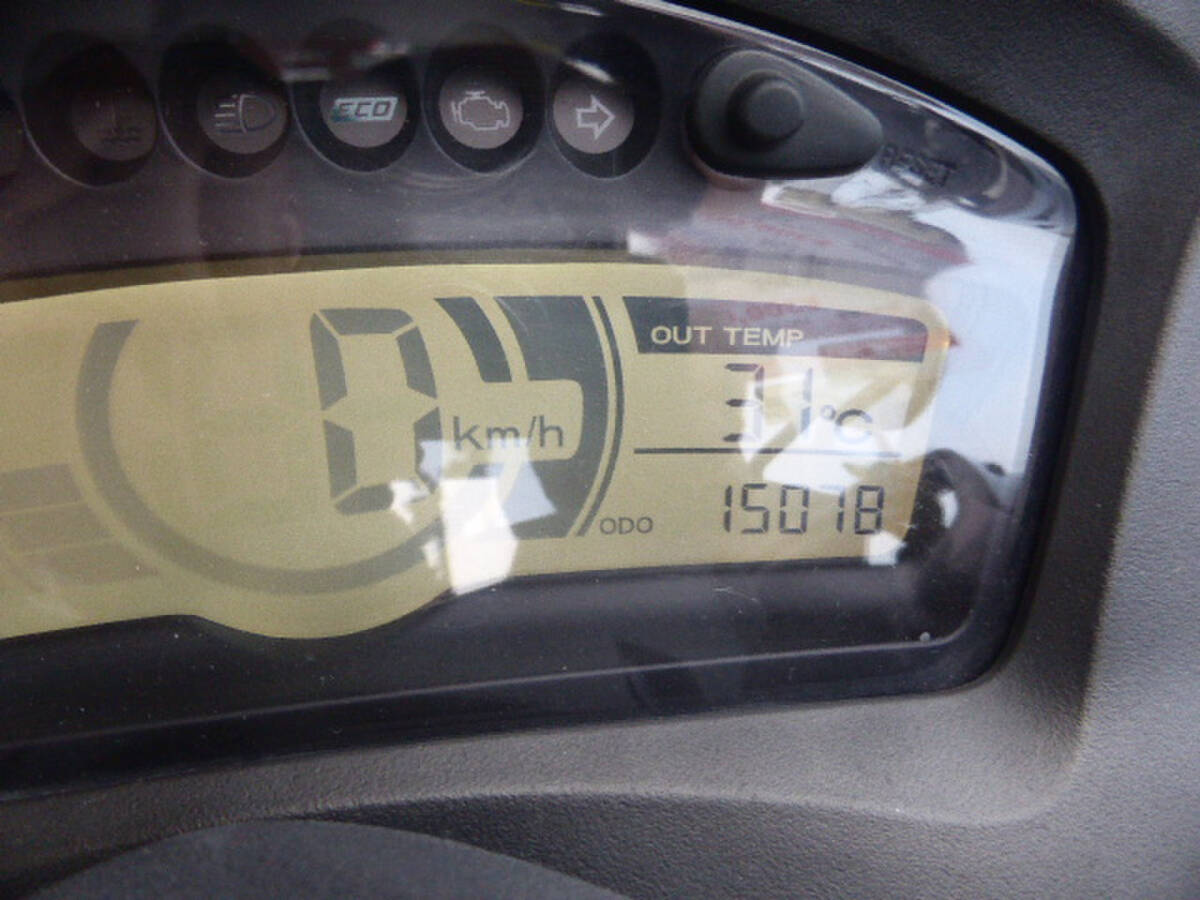 ECO
RESET
OUT TEMP
31°C
0 km/h
ODO 15078